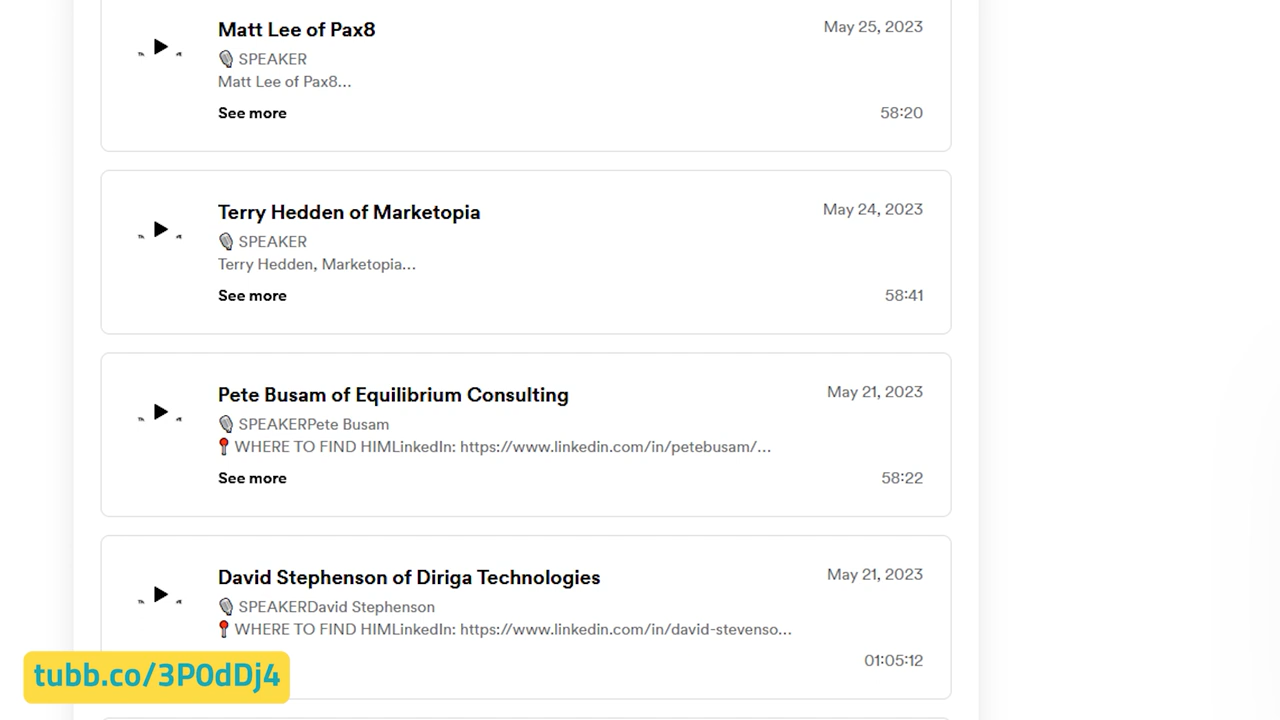 Matt Lee of Pax8
May 25, 2023
SPEAKER
Matt Lee of Pax8...
See more
58:20
Terry Hedden of Marketopia
May 24, 2023
SPEAKER
Terry Hedden, Marketopia...
See more
58:41
Pete Busam of Equilibrium Consulting
May 21, 2023
SPEAKERPete Busam
WHERE TO FIND HIMLinkedIn: https://www.linkedin.com/in/petebusam/...
See more
58:22
David Stephenson of Diriga Technologies
May 21, 2023
SPEAKERDavid Stephenson
WHERE TO FIND HIMLinkedIn: https://www.linkedin.com/in/david-stevenso...
01:05:12
tubb.co/3P0dDj4